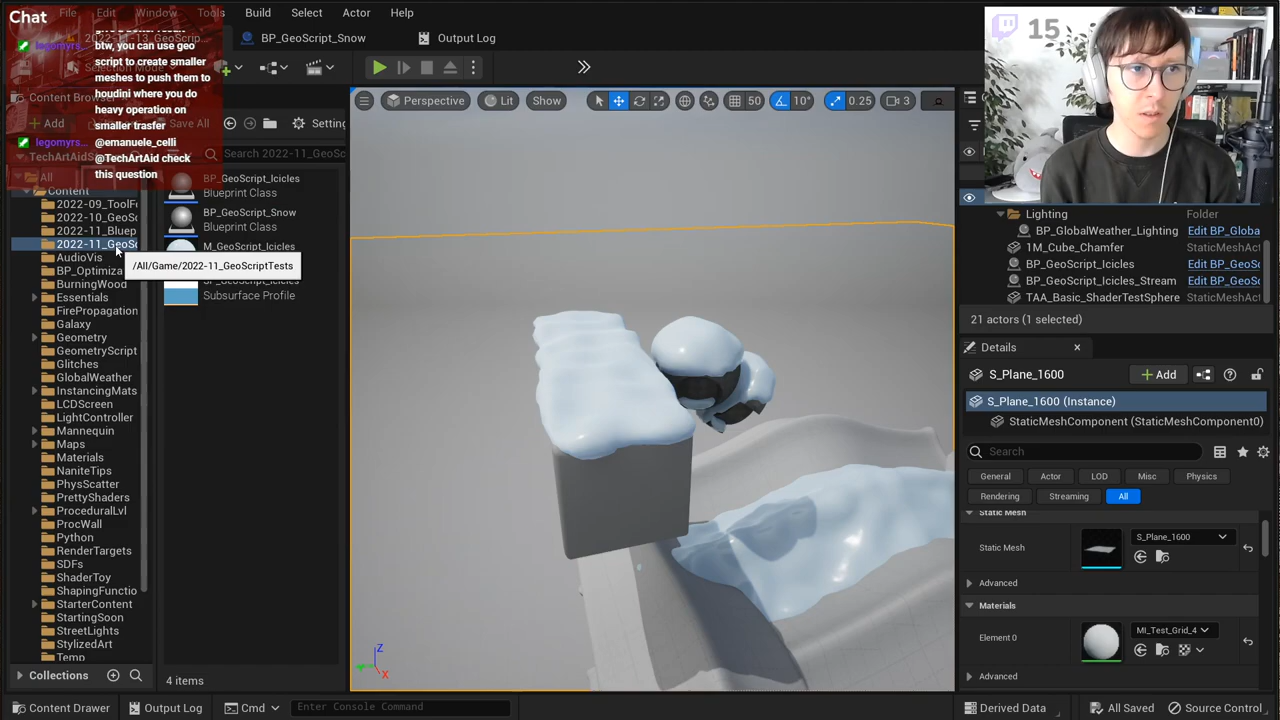 Chat
File
Edit
Window
Tools
Build
Select
Actor
Help
BP_GeoScript_Snow
Output Log
legomyrs...
btw, you can use geo
script to create smaller
meshes to push them to
houdini where you do
heavy operation on
smaller trasfer
legomyrs...
@emanuele_celli
@TechArtAid check
this question
15
Content Browser
Add
Save All
Setting
Search 2022-11_GeoSc
All
Content
2022-09_ToolF
2022-10_GeoSc
2022-11_Bluep
2022-11_GeoSc
AudioVis
BP_Optimiza
BurningWood
Essentials
FirePropagation
Galaxy
Geometry
GeometryScript
Glitches
GlobalWeather
InstancingMats
LCDScreen
LightController
Mannequin
Maps
Materials
NaniteTips
PhysScatter
PrettyShaders
ProceduralLvl
ProcWall
Python
RenderTargets
SDFs
ShaderToy
ShapingFunctio
StarterContent
StartingSoon
StreetLights
StylizedArt
Temp
Collections
BP_GeoScript_Icicles
Blueprint Class
BP_GeoScript_Snow
Blueprint Class
M_GeoScript_Icicles
/All/Game/2022-11_GeoScriptTests
Subsurface Profile
4 items
Perspective
Lit
Show
50
10°
0.25
3
Z
X
Lighting
Folder
BP_GlobalWeather_Lighting
Edit BP_Globa
1M_Cube_Chamfer
StaticMeshAct
BP_GeoScript_Icicles
Edit BP_GeoSc
BP_GeoScript_Icicles_Stream
Edit BP_GeoSc
TAA_Basic_ShaderTestSphere
StaticMeshAct
21 actors (1 selected)
Details
S_Plane_1600
Add
S_Plane_1600 (Instance)
StaticMeshComponent (StaticMeshComponent0)
Search
General
Actor
LOD
Misc
Physics
Rendering
Streaming
All
Static Mesh
Static Mesh
S_Plane_1600
Advanced
Materials
Element 0
MI_Test_Grid_4
Advanced
Content Drawer
Output Log
Cmd
Enter Console Command
Derived Data
All Saved
Source Control